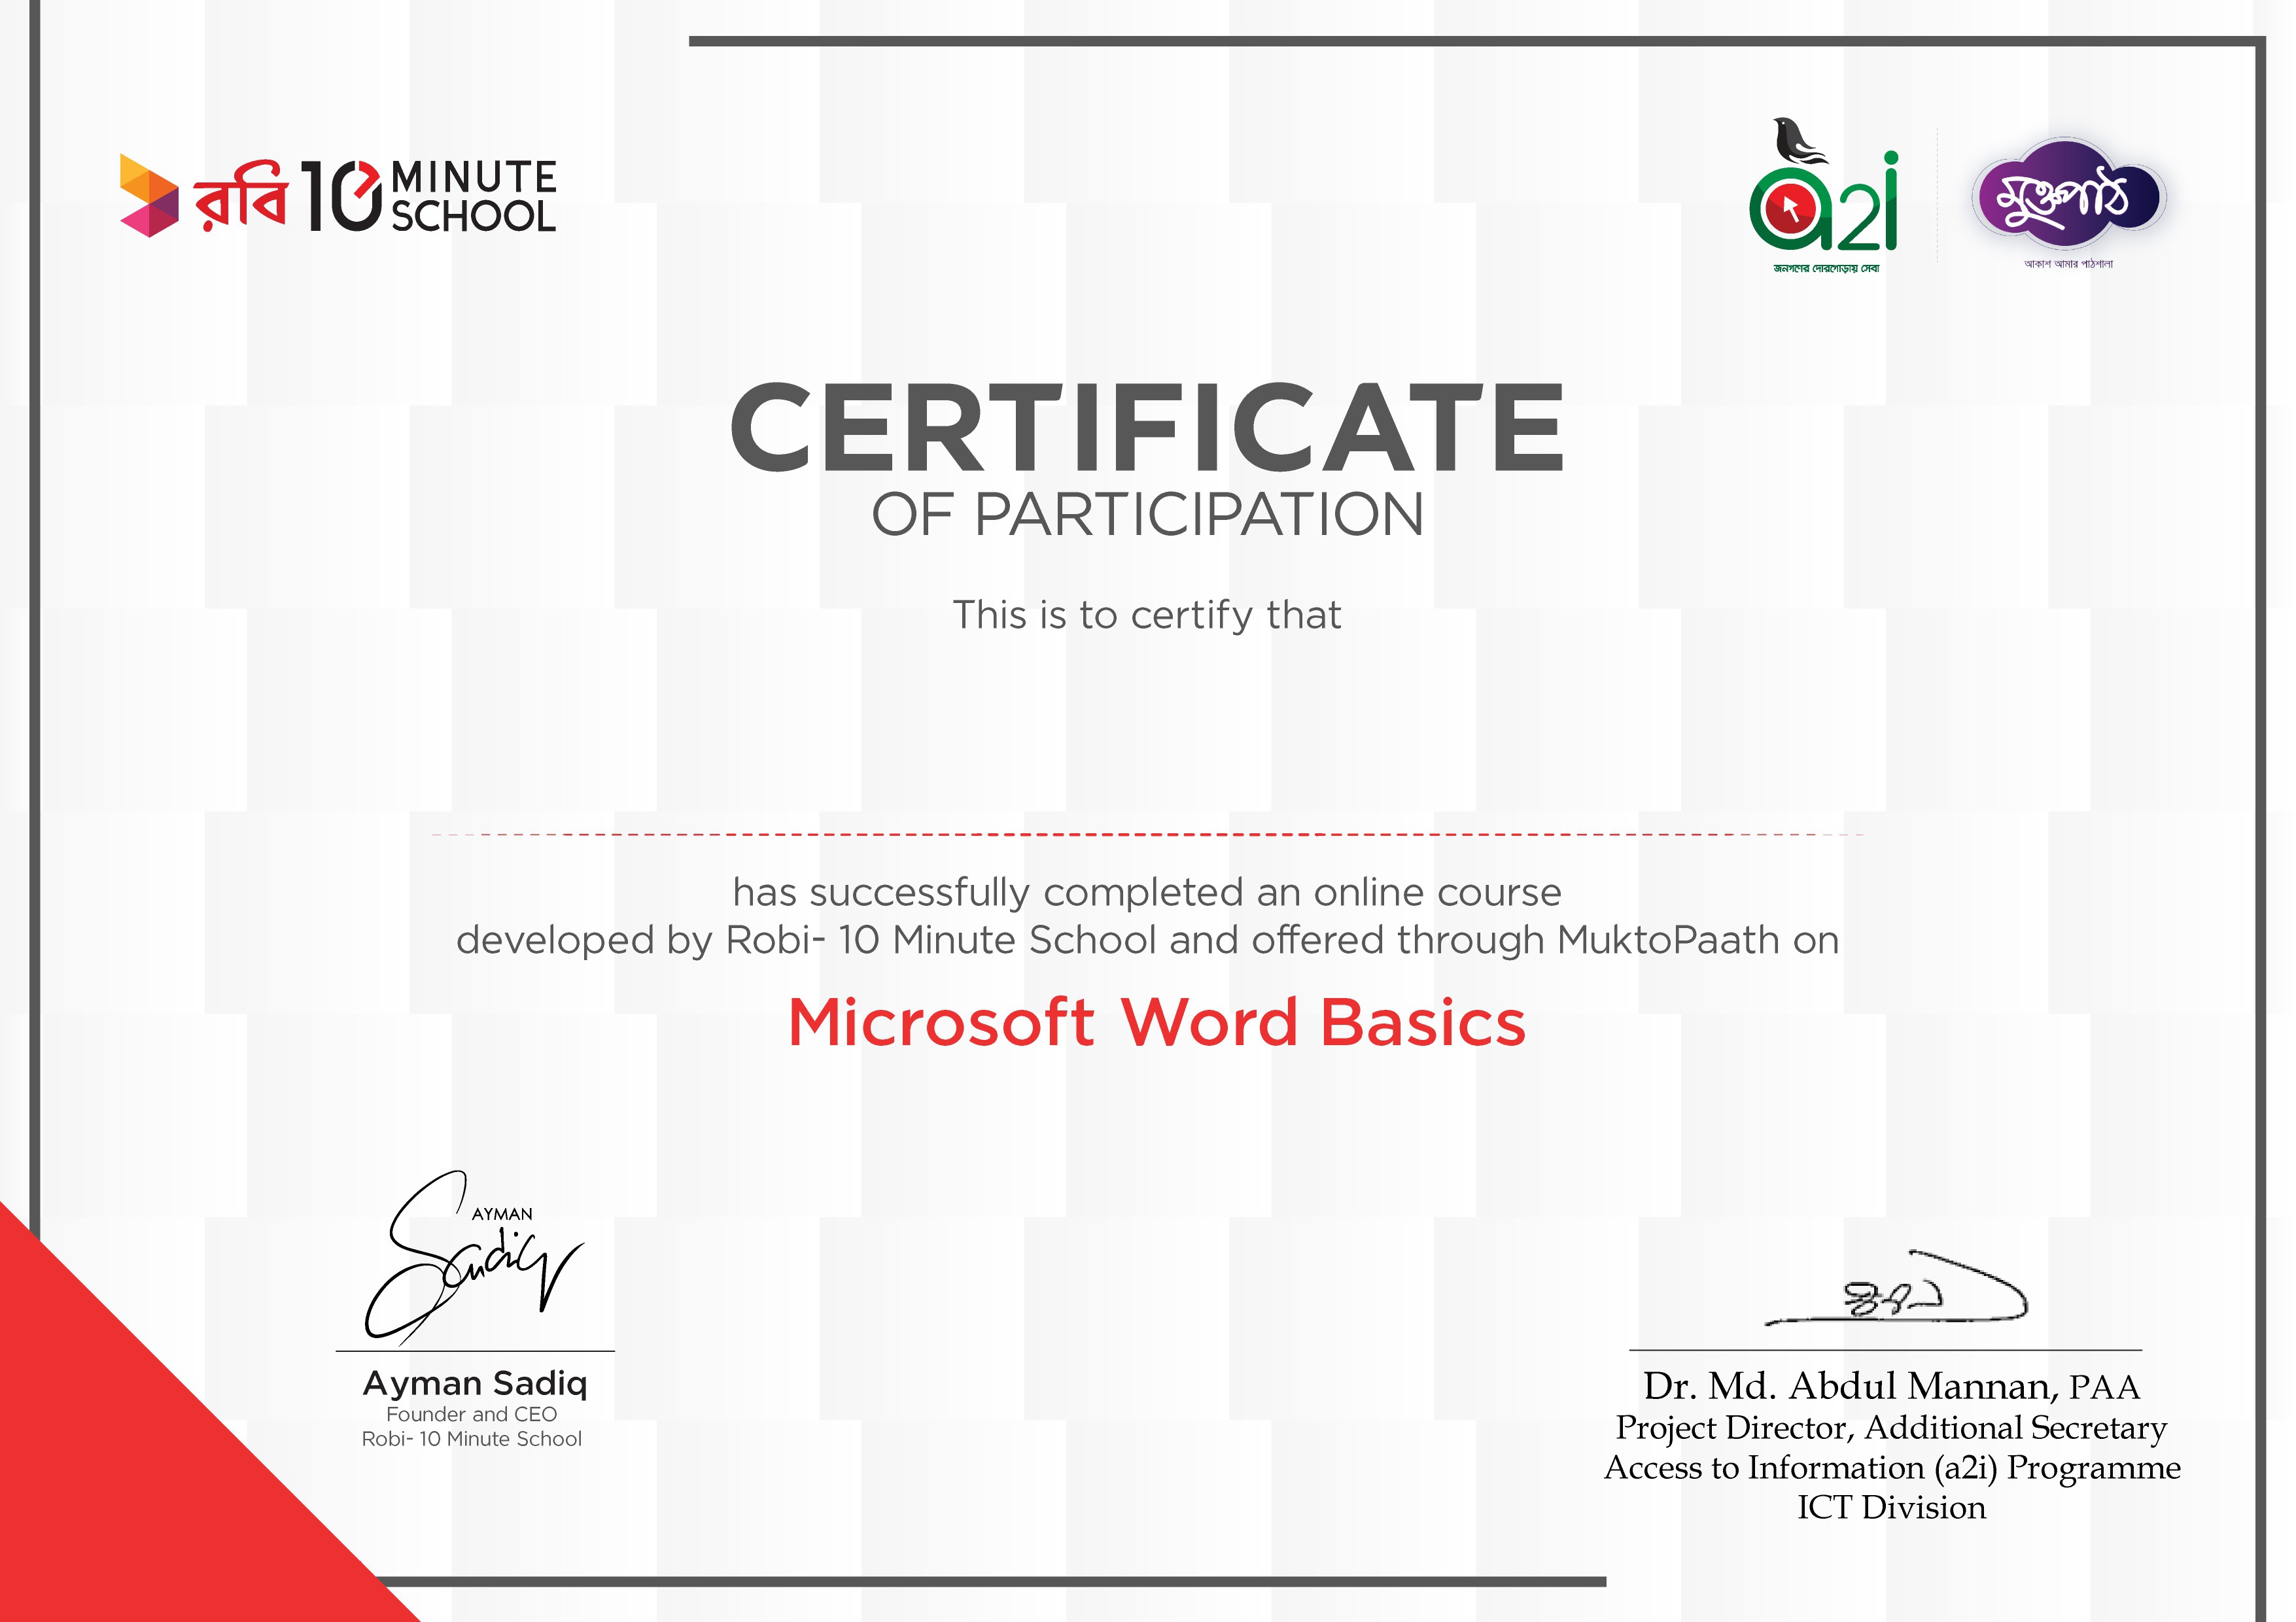 রবি 10 MINUTE SCHOOL
a2i
জনগণের দোরগোড়ায় সেবা
মুক্তপাঠ
আকাশ আমার পাঠশালা
CERTIFICATE
OF PARTICIPATION
This is to certify that
has successfully completed an online course
developed by Robi- 10 Minute School and offered through MuktoPaath on
Microsoft Word Basics
AYMAN
Sadiq
Ayman Sadiq
Founder and CEO
Robi- 10 Minute School
Dr. Md. Abdul Mannan, PAA
Project Director, Additional Secretary
Access to Information (a2i) Programme
ICT Division